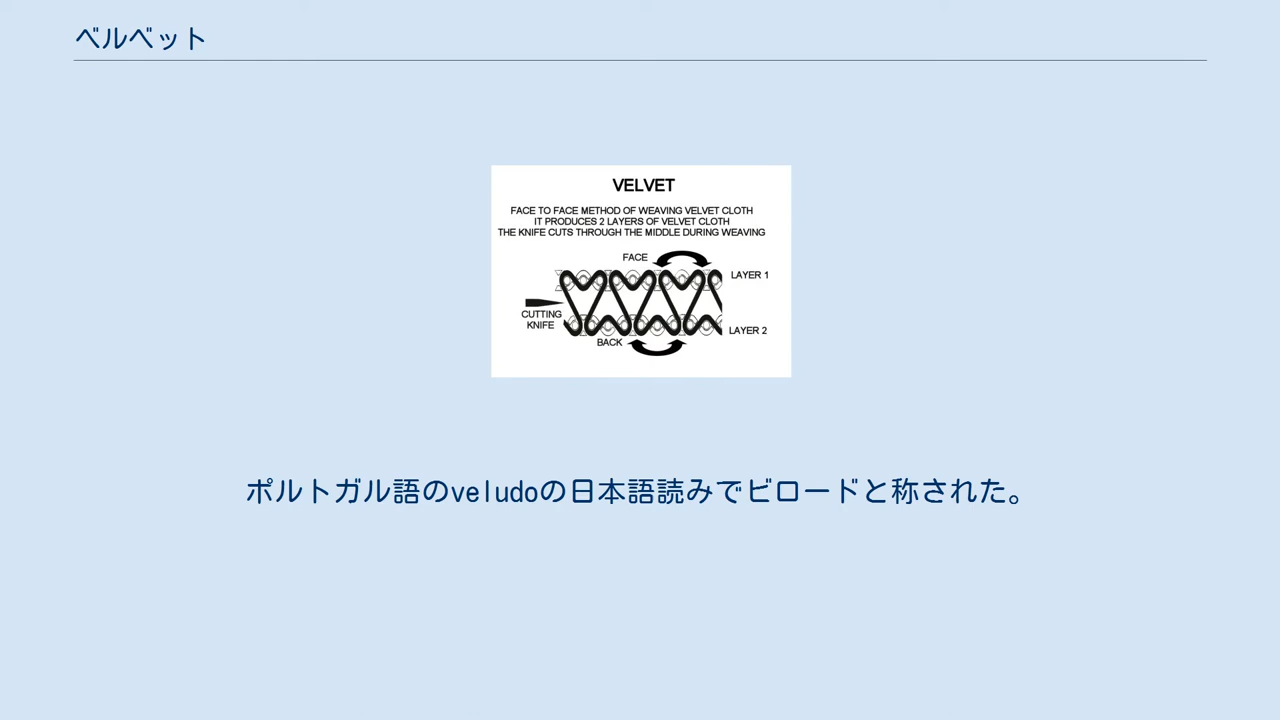 ベルベット
VELVET
FACE TO FACE METHOD OF WEAVING VELVET CLOTH
IT PRODUCES 2 LAYERS OF VELVET CLOTH
THE KNIFE CUTS THROUGH THE MIDDLE DURING WEAVING
FACE
LAYER 1
CUTTING
KNIFE
LAYER 2
BACK
ポルトガル語のveludoの日本語読みでビロードと称された。